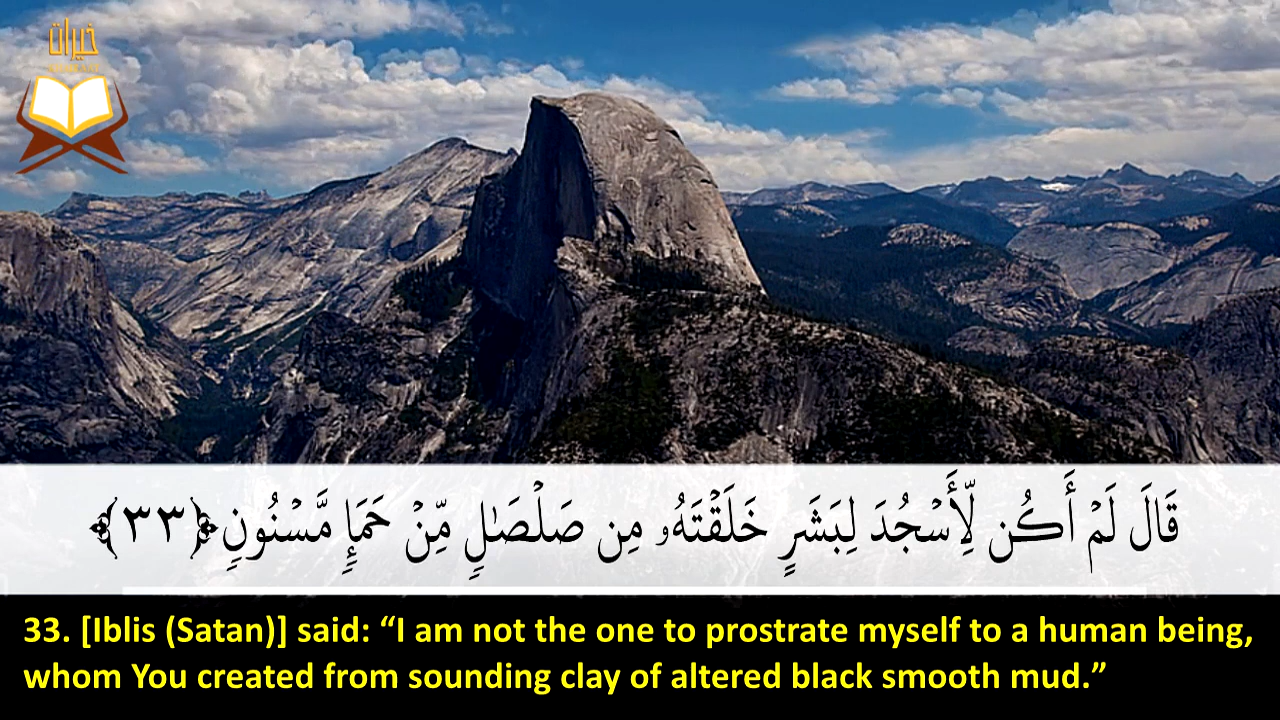 خيرات
قَالَ لَمْ أَكُن لِّأَسْجُدَ لِبَشَرٍ خَلَقْتَهُۥ مِن صَلْصَٰلٍ مِّنْ حَمَإٍ مَّسْنُونٍ ﴿٣٣﴾
33. [Iblis (Satan)] said: “I am not the one to prostrate myself to a human being,
whom You created from sounding clay of altered black smooth mud.”